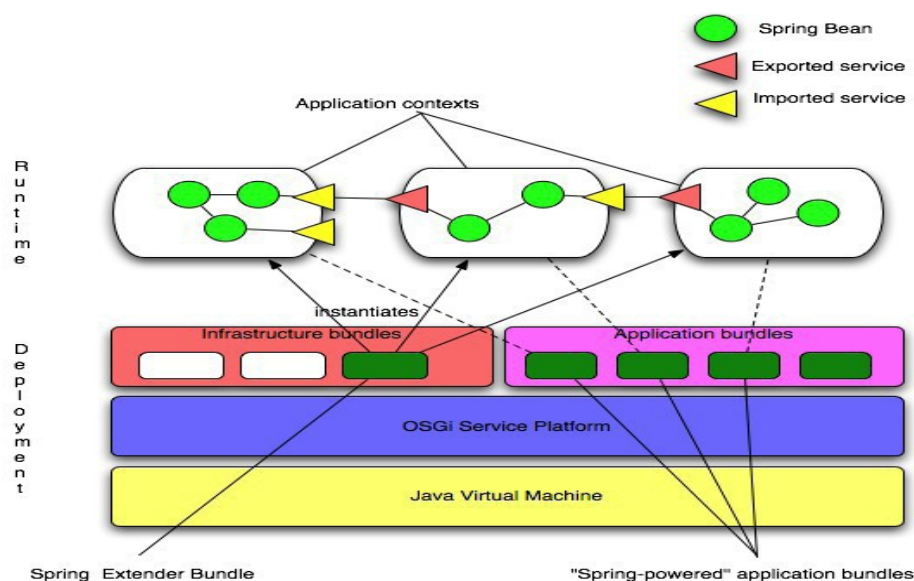 Spring Bean
Exported service
Imported service
Application contexts
Runtime
instantiates
Infrastructure bundles
Application bundles
Deployment
OSGi Service Platform
Java Virtual Machine
Spring Extender Bundle
"Spring-powered" application bundles